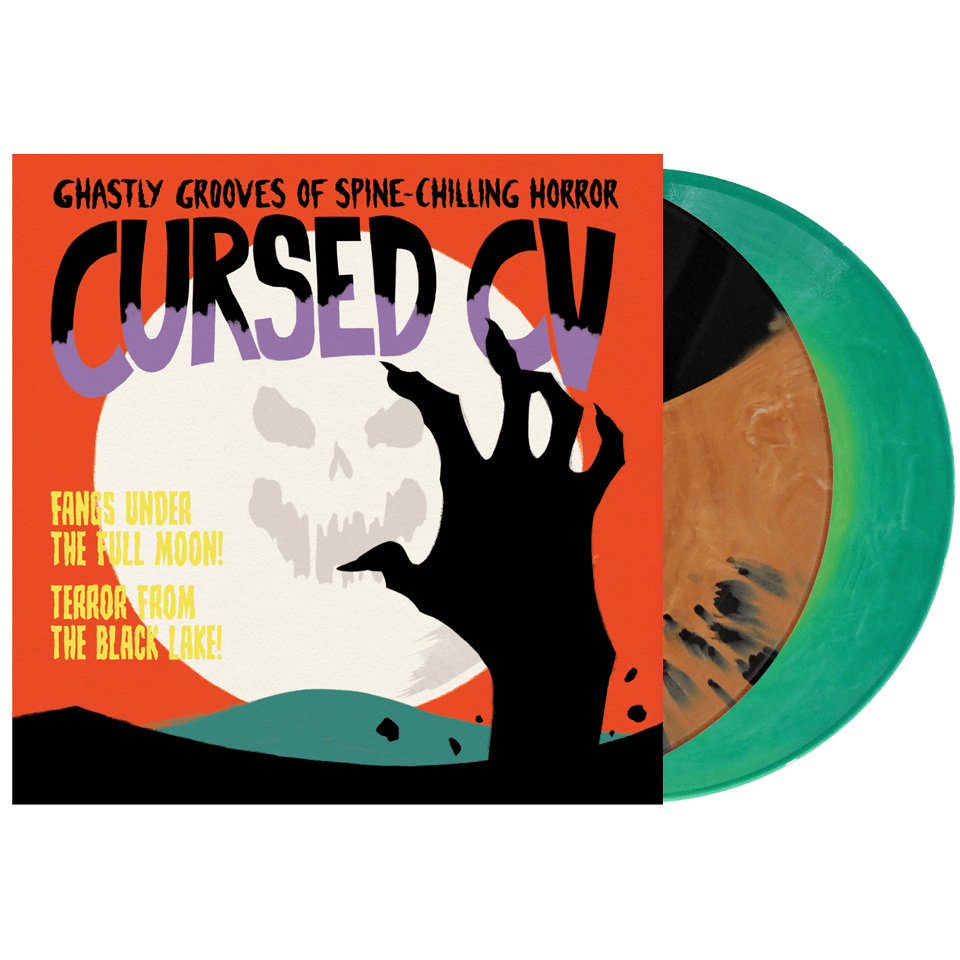 GHASTLY GROOVES OF SPINE-CHILLING HORROR
CURSED CV
FANGS UNDER
THE FULL MOON!
TERROR FROM
THE BLACK LAKE!